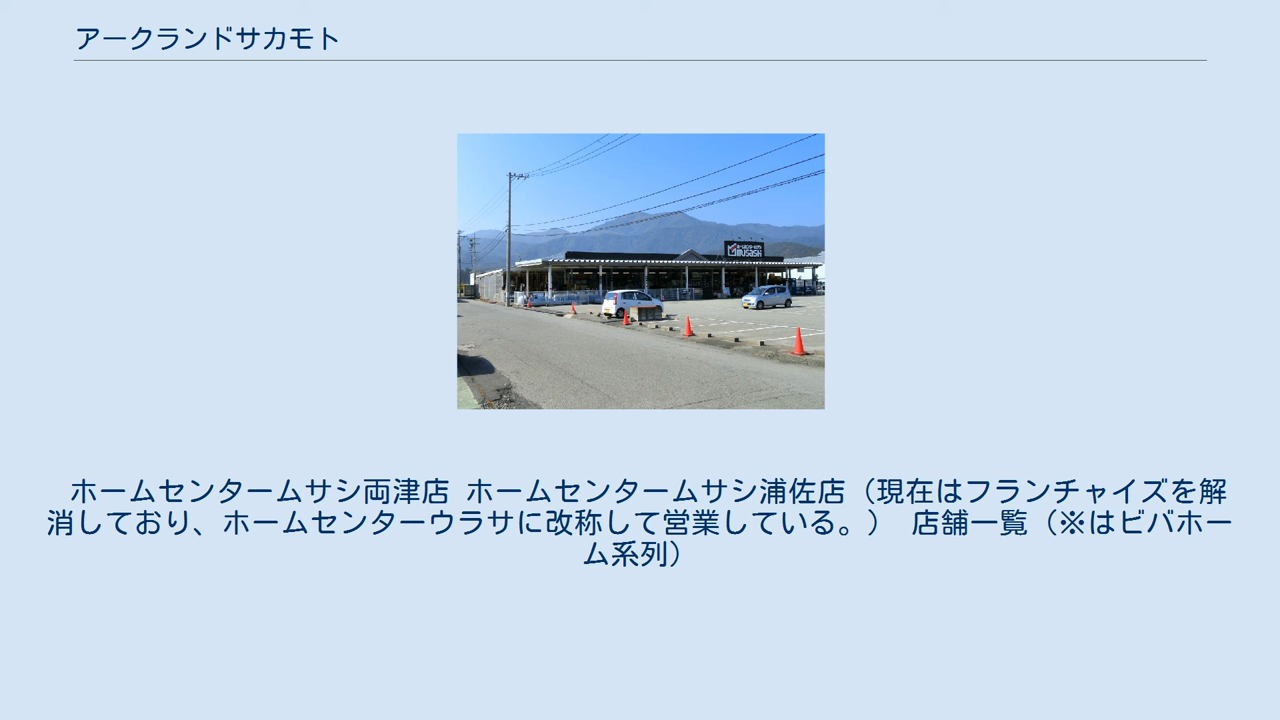 アークランドサカモト
musashi
ホームセンタームサシ両津店 ホームセンタームサシ浦佐店（現在はフランチャイズを解
消しており、ホームセンターウラサに改称して営業している。） 店舗一覧（※はビバホー
ム系列）